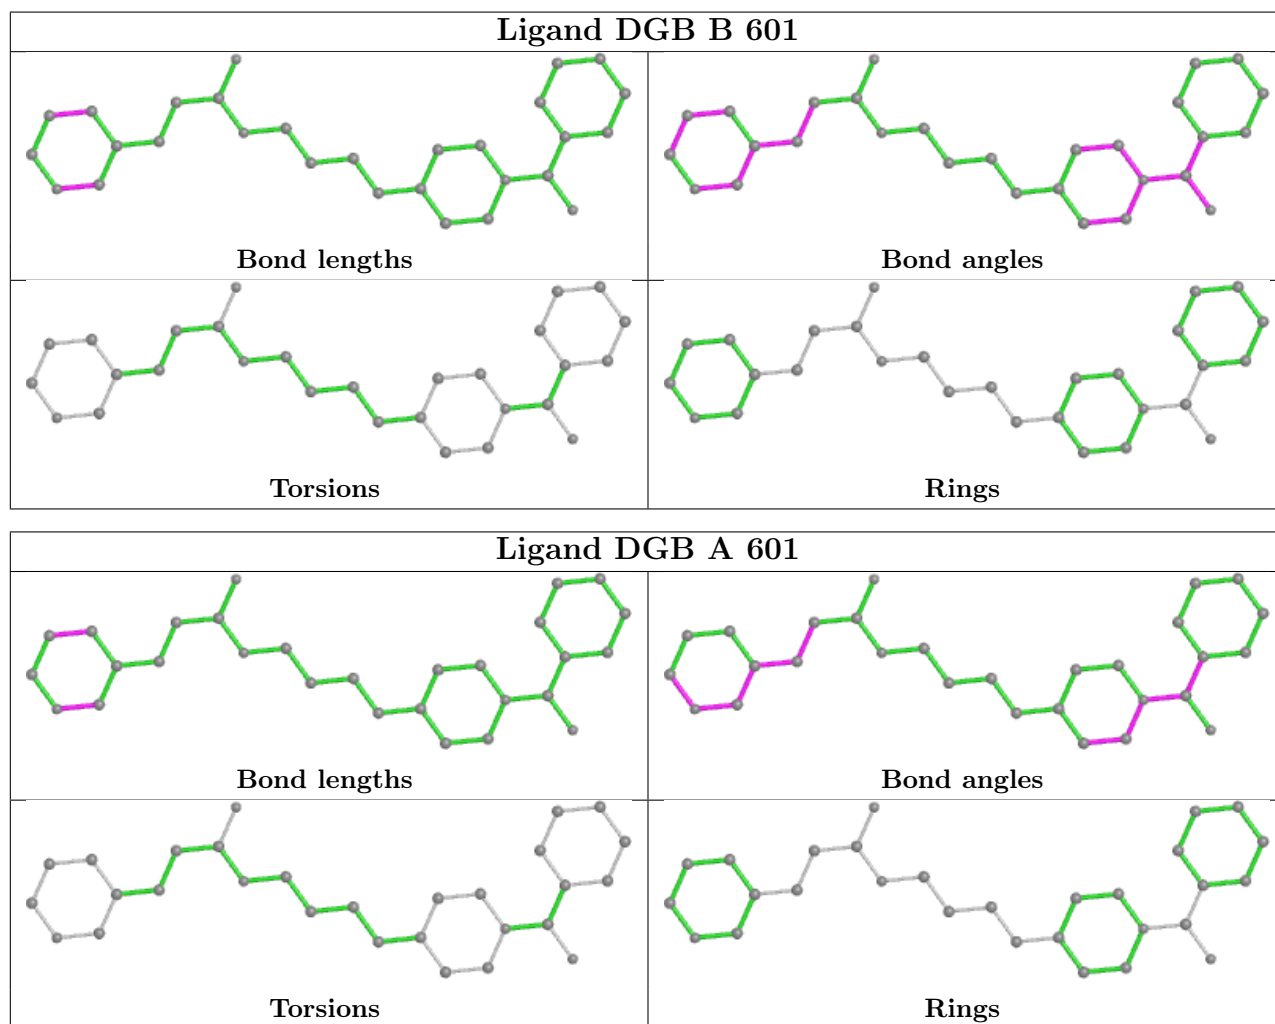 Ligand DGB B 601
Bond lengths
Bond angles
Torsions
Rings
Ligand DGB A 601
Bond lengths
Bond angles
Torsions
Rings